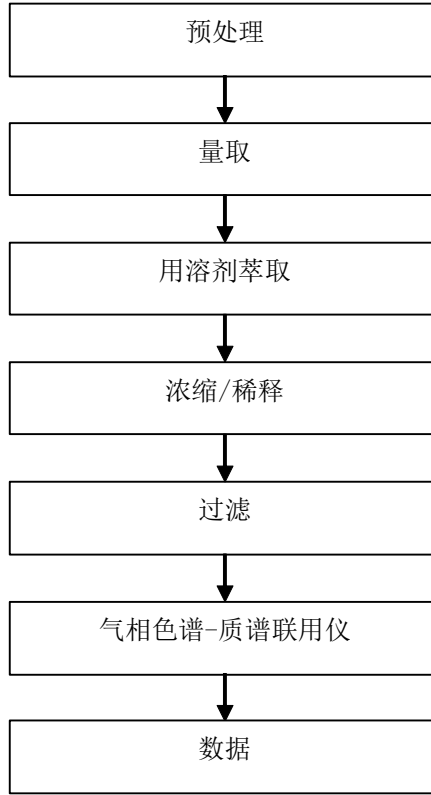 预处理
量取
用溶剂萃取
浓缩/稀释
过滤
气相色谱-质谱联用仪
数据